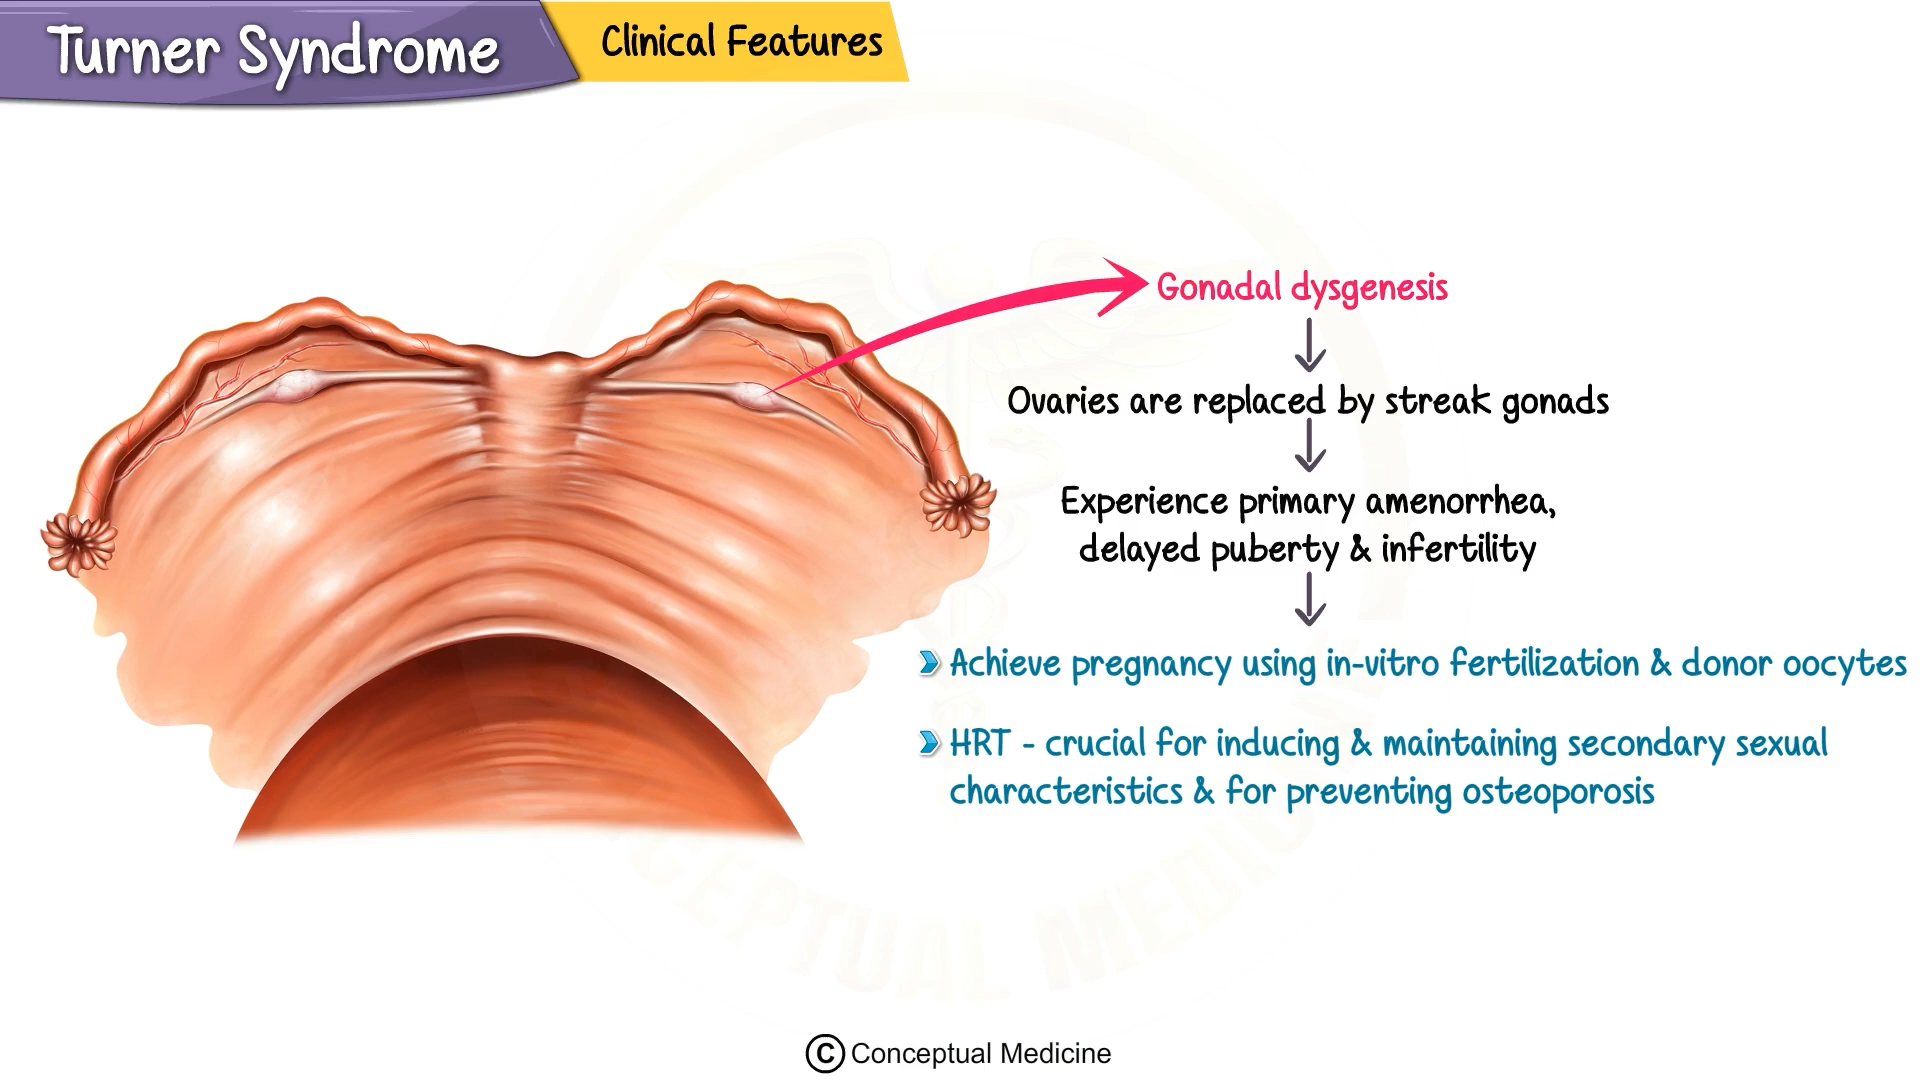 Turner Syndrome
Clinical Features
Gonadal dysgenesis
Ovaries are replaced by streak gonads
Experience primary amenorrhea,
delayed puberty & infertility
Achieve pregnancy using in-vitro fertilization & donor oocytes
HRT - crucial for inducing & maintaining secondary sexual
characteristics & for preventing osteoporosis
CEPTUAL MEDICINE
© Conceptual Medicine